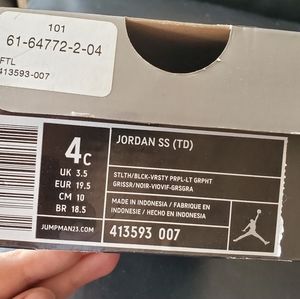 101
61-64772-2-04
FTL
413593-007
JORDAN SS (TD)
4C
UK 3.5
EUR 19.5
CM 10
BR 18.5
STLTH/BLCK-VRSTY PRPL-LT GRPHT
GRISSR/NOIR-VIOVIF-GRSGRA
MADE IN INDONESIA / FABRIQUE EN
INDONESIE / HECHO EN INDONESIA
JUMPMAN23.COM
413593 007